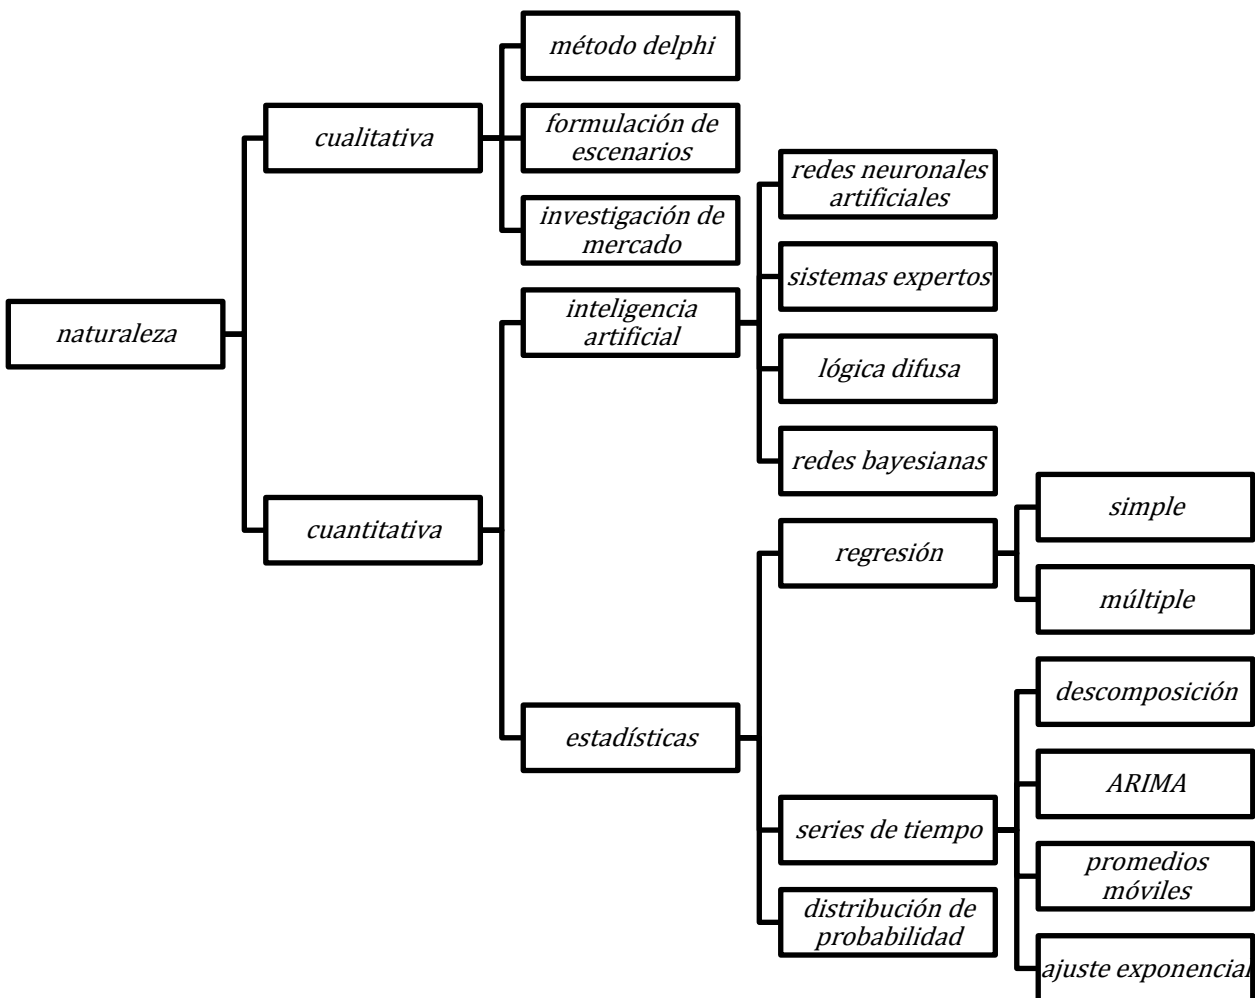 método delphi
cualitativa
formulación de
escenarios
redes neuronales
artificiales
investigación de
mercado
sistemas expertos
naturaleza
inteligencia
artificial
lógica difusa
redes bayesianas
cuantitativa
simple
regresión
múltiple
descomposición
estadísticas
ARIMA
series de tiempo
promedios
móviles
distribución de
probabilidad
ajuste exponencial